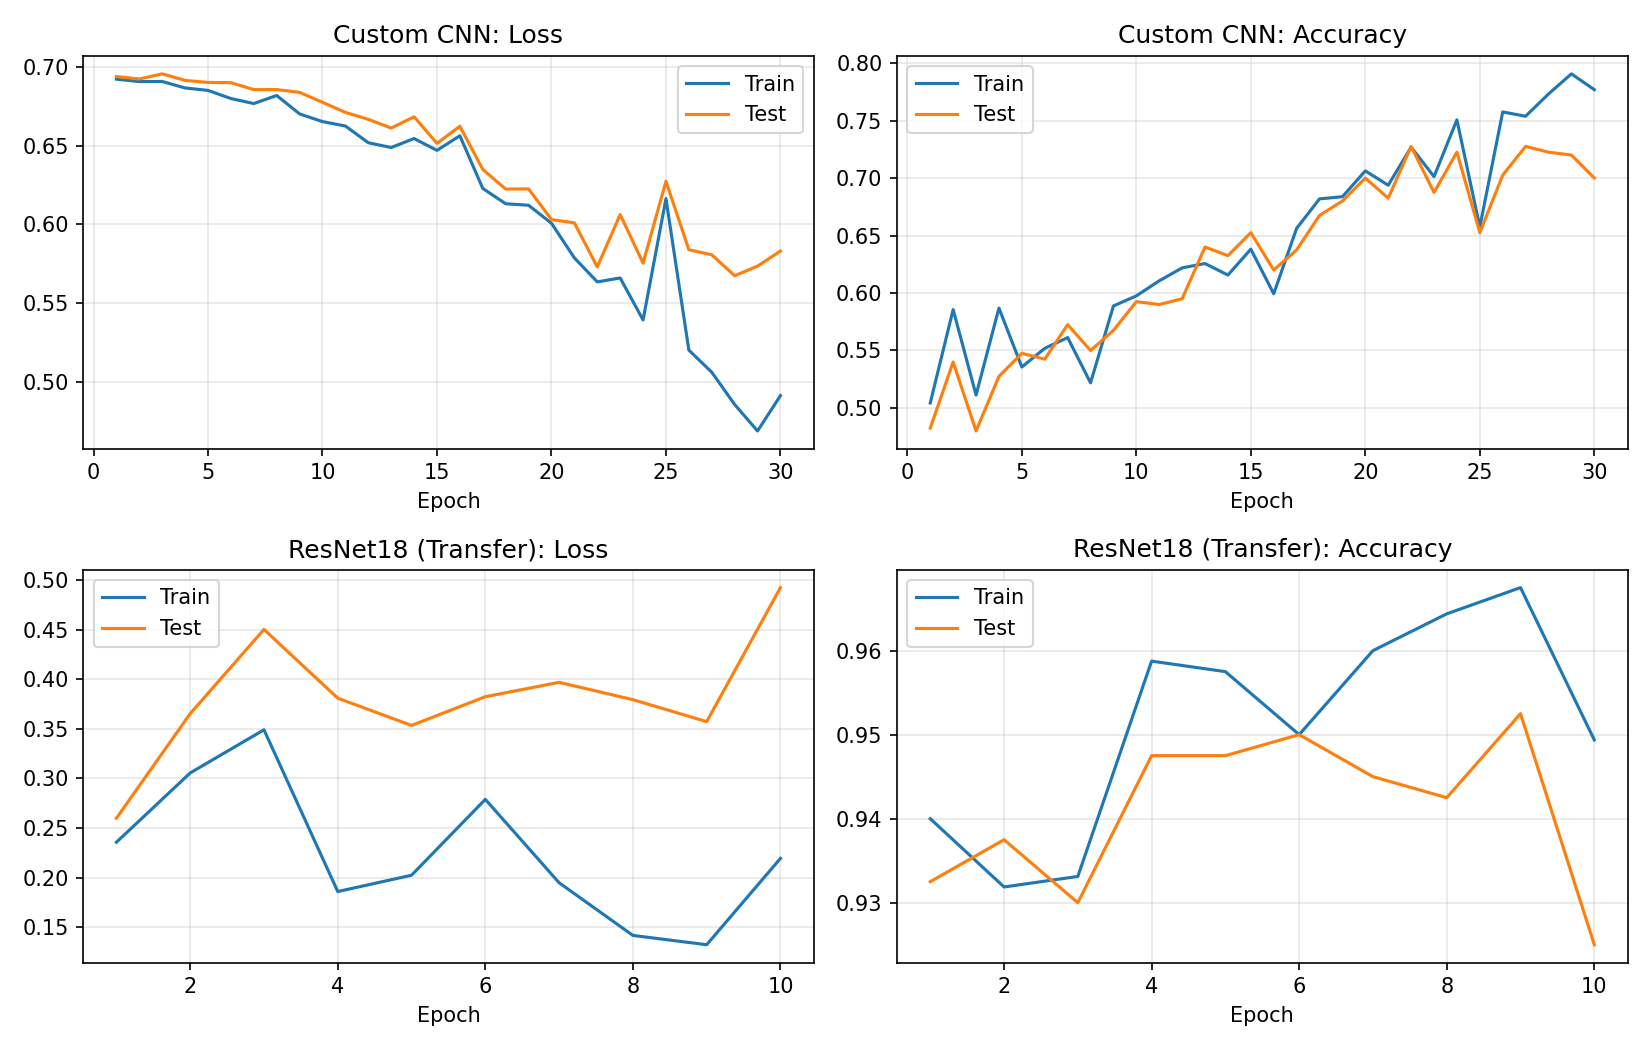 Custom CNN: Loss
0.70
0.65
0.60
0.55
0.50
Train
Test
0 5 10 15 20 25 30
Epoch
Custom CNN: Accuracy
0.80
0.75
0.70
0.65
0.60
0.55
0.50
Train
Test
0 5 10 15 20 25 30
Epoch
ResNet18 (Transfer): Loss
0.50
0.45
0.40
0.35
0.30
0.25
0.20
0.15
Train
Test
2 4 6 8 10
Epoch
ResNet18 (Transfer): Accuracy
0.96
0.95
0.94
0.93
Train
Test
2 4 6 8 10
Epoch